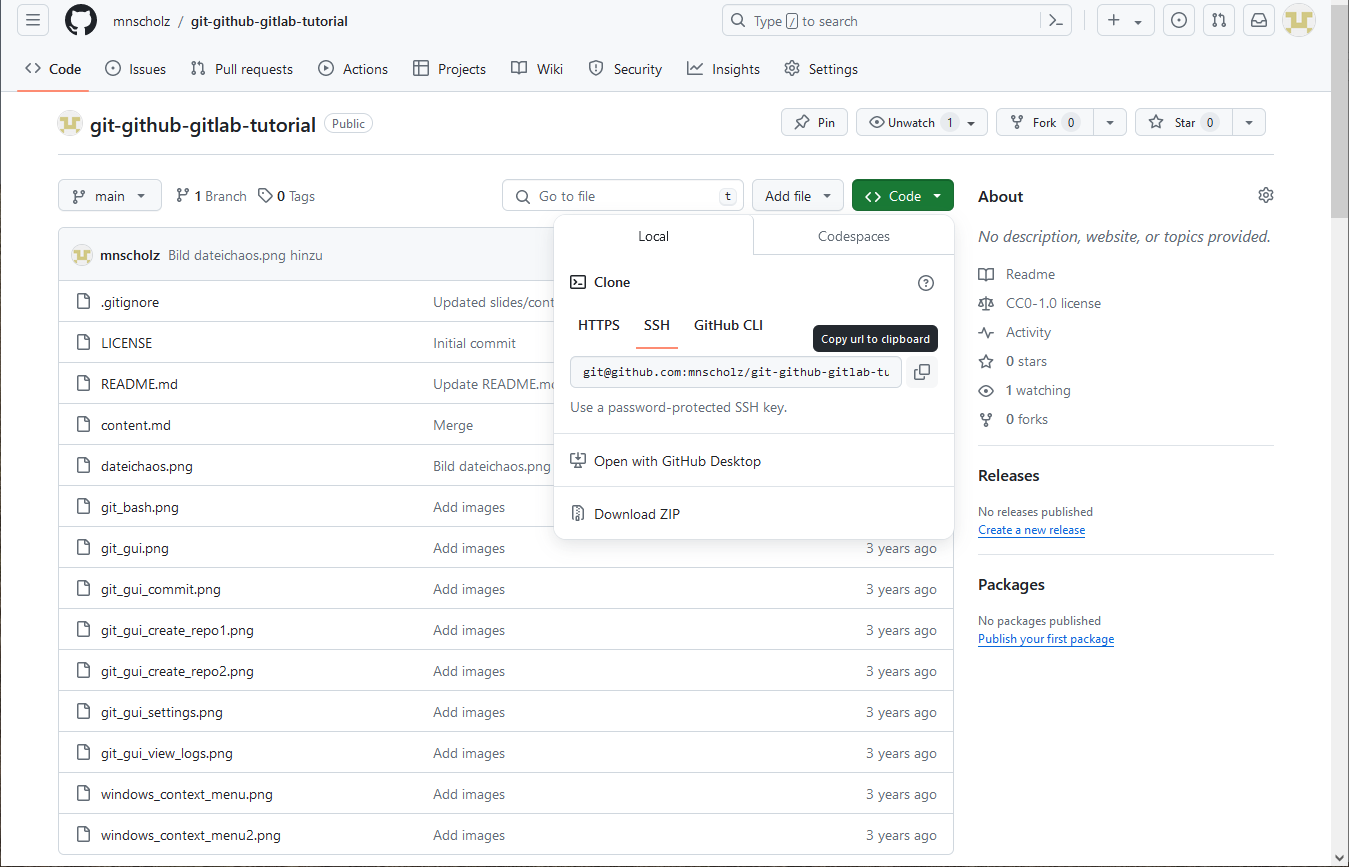 mnscholz / git-github-gitlab-tutorial
Type / to search
Code Issues Pull requests Actions Projects Wiki Security Insights Settings
git-github-gitlab-tutorial Public
Pin Unwatch 1 Fork 0 Star 0
main 1 Branch 0 Tags Go to file t Add file Code
mnscholz Bild dateichaos.png hinzu
.gitignore Updated slides/cont
LICENSE Initial commit
README.md Update README.md
content.md Merge
dateichaos.png Bild dateichaos.png
git_bash.png Add images
git_gui.png Add images 3 years ago
git_gui_commit.png Add images 3 years ago
git_gui_create_repo1.png Add images 3 years ago
git_gui_create_repo2.png Add images 3 years ago
git_gui_settings.png Add images 3 years ago
git_gui_view_logs.png Add images 3 years ago
windows_context_menu.png Add images 3 years ago
windows_context_menu2.png Add images 3 years ago
Local Codespaces
Clone
HTTPS SSH GitHub CLI
Copy url to clipboard
git@github.com:mnscholz/git-github-gitlab-tu
Use a password-protected SSH key.
Open with GitHub Desktop
Download ZIP
About
No description, website, or topics provided.
Readme
CC0-1.0 license
Activity
0 stars
1 watching
0 forks
Releases
No releases published
Create a new release
Packages
No packages published
Publish your first package